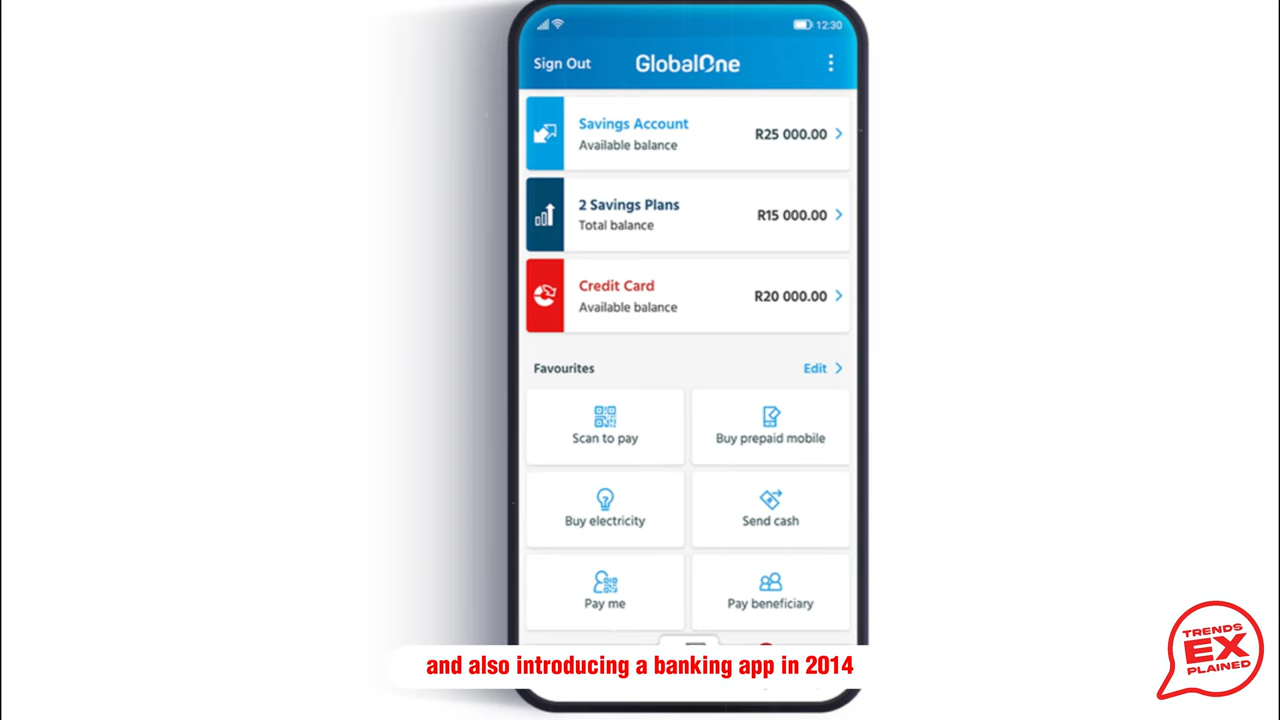 12:30
Sign Out
GlobalOne
Savings Account
Available balance
R25 000.00
2 Savings Plans
Total balance
R15 000.00
Credit Card
Available balance
R20 000.00
Favourites
Edit
Scan to pay
Buy prepaid mobile
Buy electricity
Send cash
Pay me
Pay beneficiary
and also introducing a banking app in 2014
TRENDS
EX
PLAINED